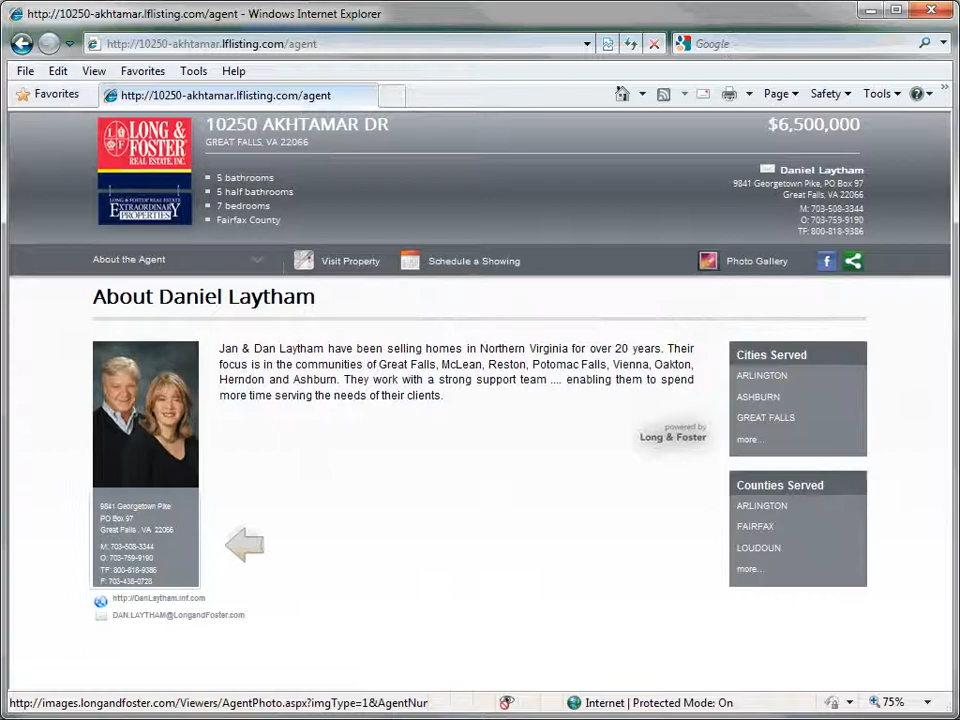 http://10250-akhtamar.lflisting.com/agent - Windows Internet Explorer
http://10250-akhtamar.lflisting.com/agent
Google
File Edit View Favorites Tools Help
Favorites
http://10250-akhtamar.lflisting.com/agent
Page Safety Tools
LONG &
FOSTER
REAL ESTATE, INC.
LONG & FOSTER REAL ESTATE, INC.
EXTRAORDINARY
PROPERTIES
10250 AKHTAMAR DR
GREAT FALLS, VA 22066
$6,500,000
5 bathrooms
5 half bathrooms
7 bedrooms
Fairfax County
Daniel Laytham
9841 Georgetown Pike, PO Box 97
Great Falls, VA 22066
M: 703-508-3344
O: 703-759-9190
TF: 800-818-9386
About the Agent
Visit Property
Schedule a Showing
Photo Gallery
About Daniel Laytham
Jan & Dan Laytham have been selling homes in Northern Virginia for over 20 years. Their
focus is in the communities of Great Falls, McLean, Reston, Potomac Falls, Vienna, Oakton,
Herndon and Ashburn. They work with a strong support team .... enabling them to spend
more time serving the needs of their clients.
powered by
Long & Foster
9841 Georgetown Pike
PO Box 97
Great Falls , VA 22066
M: 703-508-3344
O: 703-759-9190
TF: 800-818-9386
F: 703-438-0728
http://DanLaytham.lnf.com
DAN.LAYTHAM@LongandFoster.com
Cities Served
ARLINGTON
ASHBURN
GREAT FALLS
more...
Counties Served
ARLINGTON
FAIRFAX
LOUDOUN
more...
http://images.longandfoster.com/Viewers/AgentPhoto.aspx?imgType=1&AgentNur
Internet | Protected Mode: On
75%